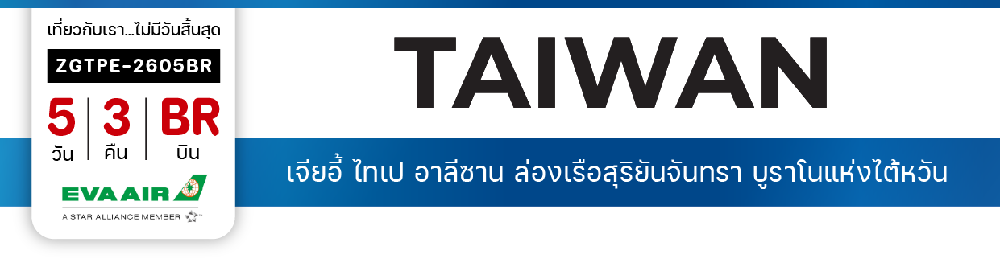 เที่ยวกับเรา...ไม่มีวันสิ้นสุด
ZGTPE-2605BR
5 วัน
3 คืน
BR บิน
EVA AIR
A STAR ALLIANCE MEMBER
TAIWAN
เจียอี้ ไทเป อาลีซาน ล่องเรือสุริยันจันทรา บูราโนแห่งไต้หวัน